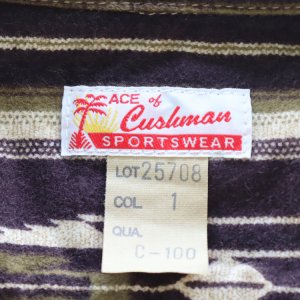 ACE of
Cushman
SPORTSWEAR
LOT 25708
COL. 1
QUA. C-100